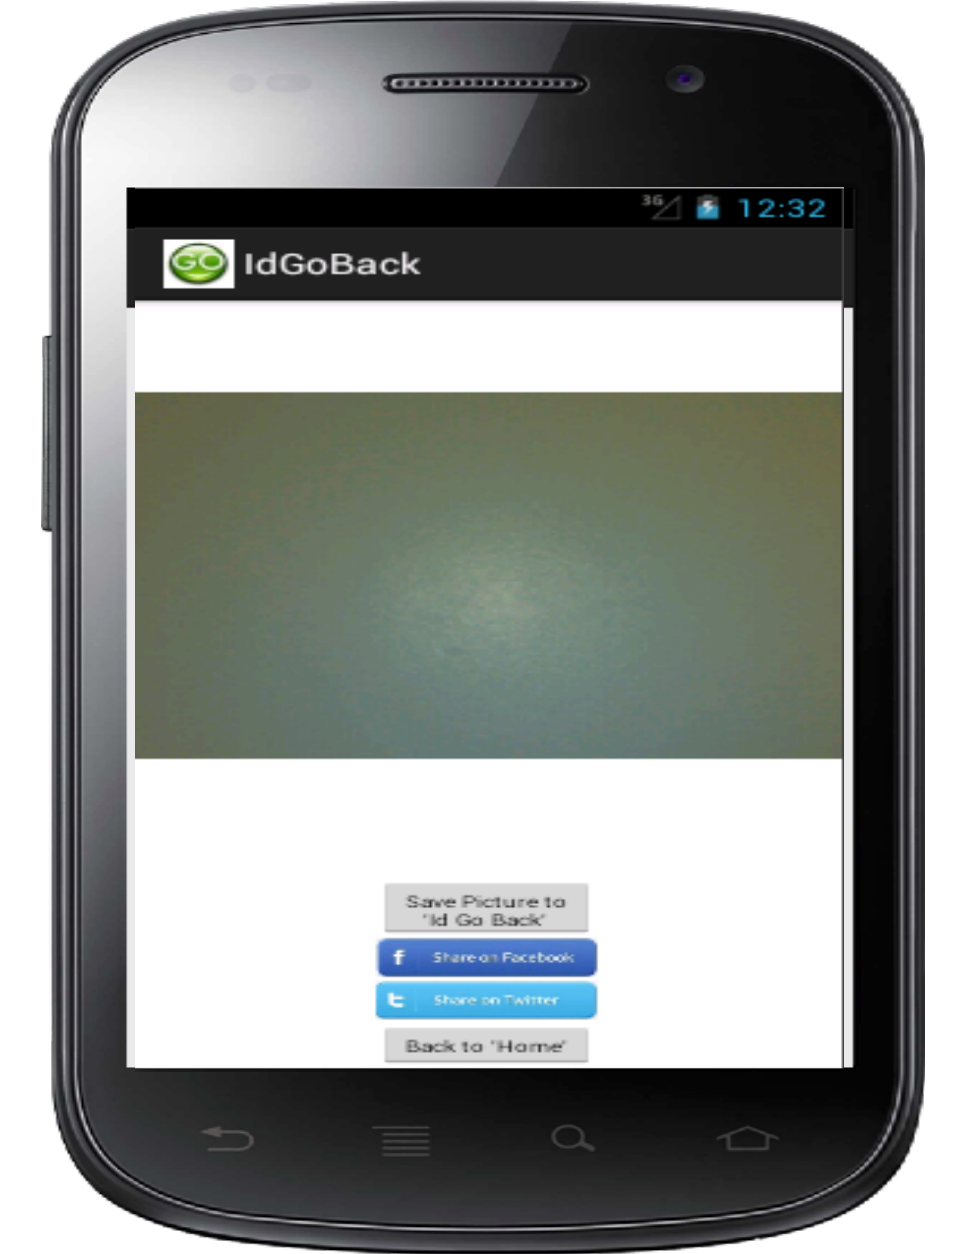 3G 12:32
GO IdGoBack
Save Picture to
'Id Go Back'
f Share on Facebook
t Share on Twitter
Back to 'Home'